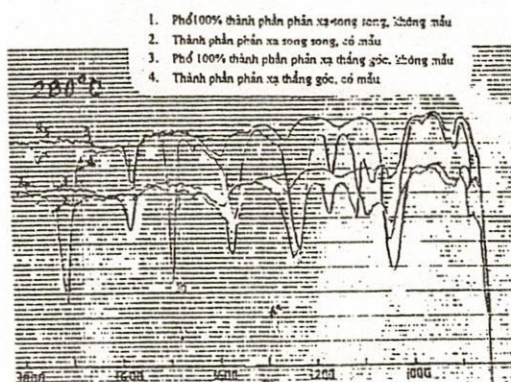 1. Phổ 100% thành phần phản xạ song song, không mẫu
2. Thành phần phản xạ song song, có mẫu
3. Phổ 100% thành phần phản xạ thẳng góc, không mẫu
4. Thành phần phản xạ thẳng góc, có mẫu
280°C
1200 1000